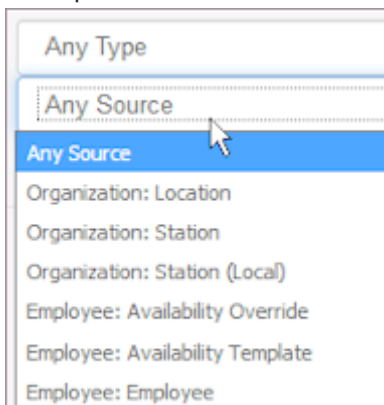 Any Type
Any Source
Any Source
Organization: Location
Organization: Station
Organization: Station (Local)
Employee: Availability Override
Employee: Availability Template
Employee: Employee